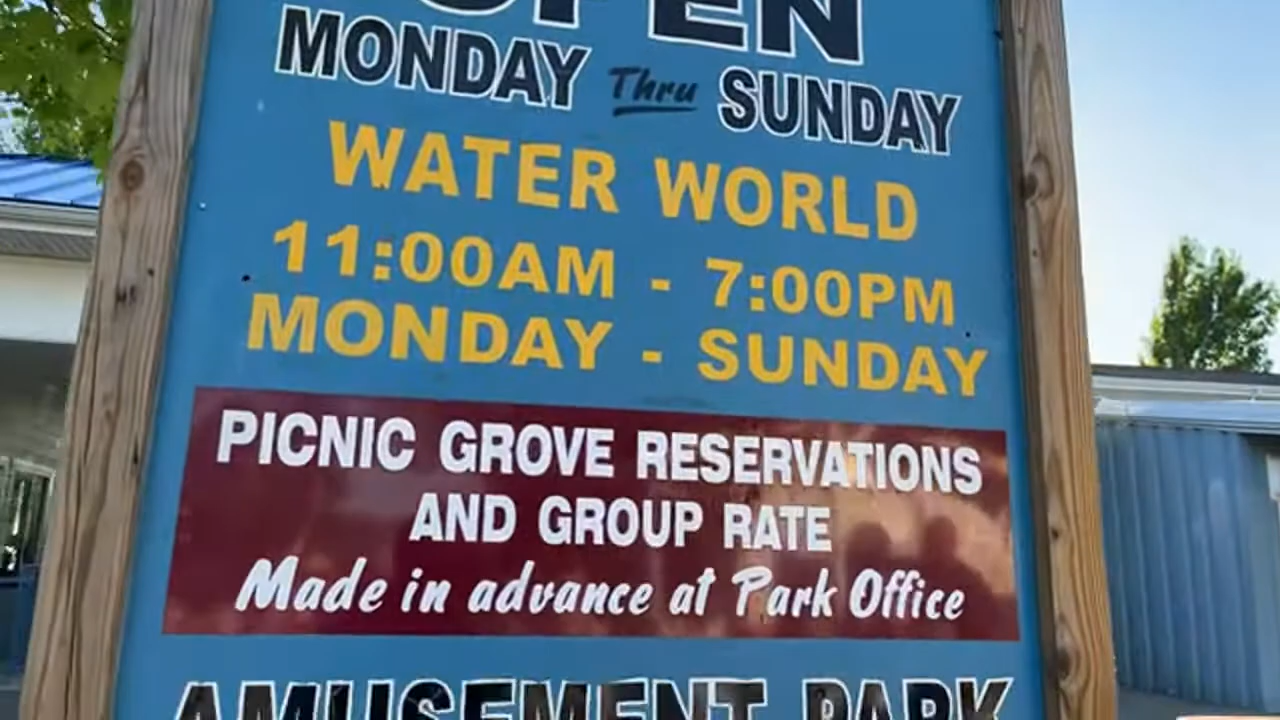 OPEN
MONDAY Thru SUNDAY
WATER WORLD
11:00AM - 7:00PM
MONDAY - SUNDAY
PICNIC GROVE RESERVATIONS
AND GROUP RATE
Made in advance at Park Office
AMUSEMENT PARK